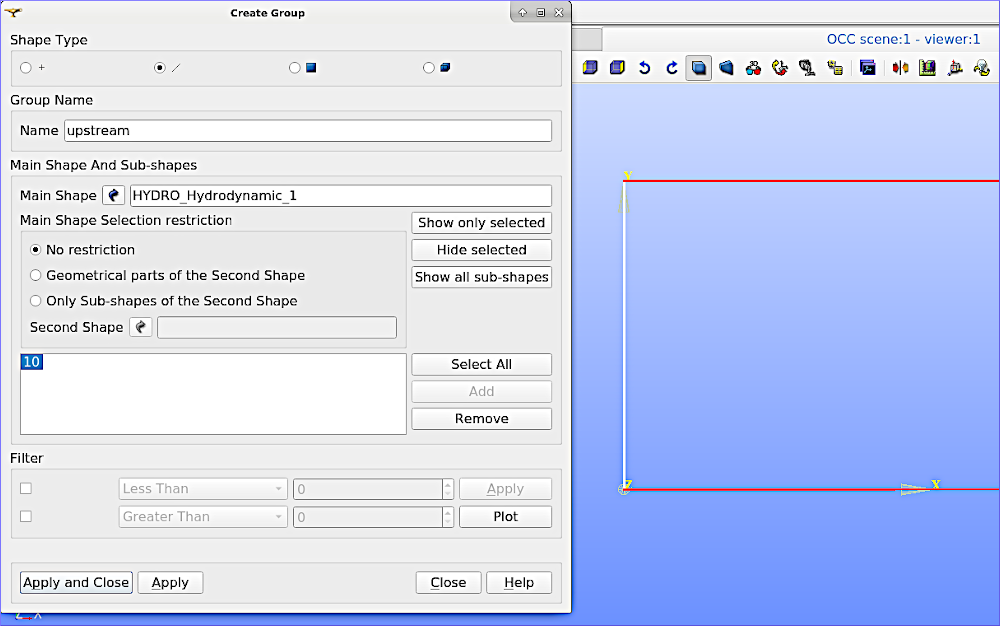 Create Group
Shape Type
Group Name
Name upstream
Main Shape And Sub-shapes
Main Shape HYDRO_Hydrodynamic_1
Main Shape Selection restriction
No restriction
Geometrical parts of the Second Shape
Only Sub-shapes of the Second Shape
Second Shape
Show only selected
Hide selected
Show all sub-shapes
10
Select All
Add
Remove
Filter
Less Than 0 Apply
Greater Than 0 Plot
Apply and Close Apply Close Help
OCC scene:1 - viewer:1
Y
Z X
Z X